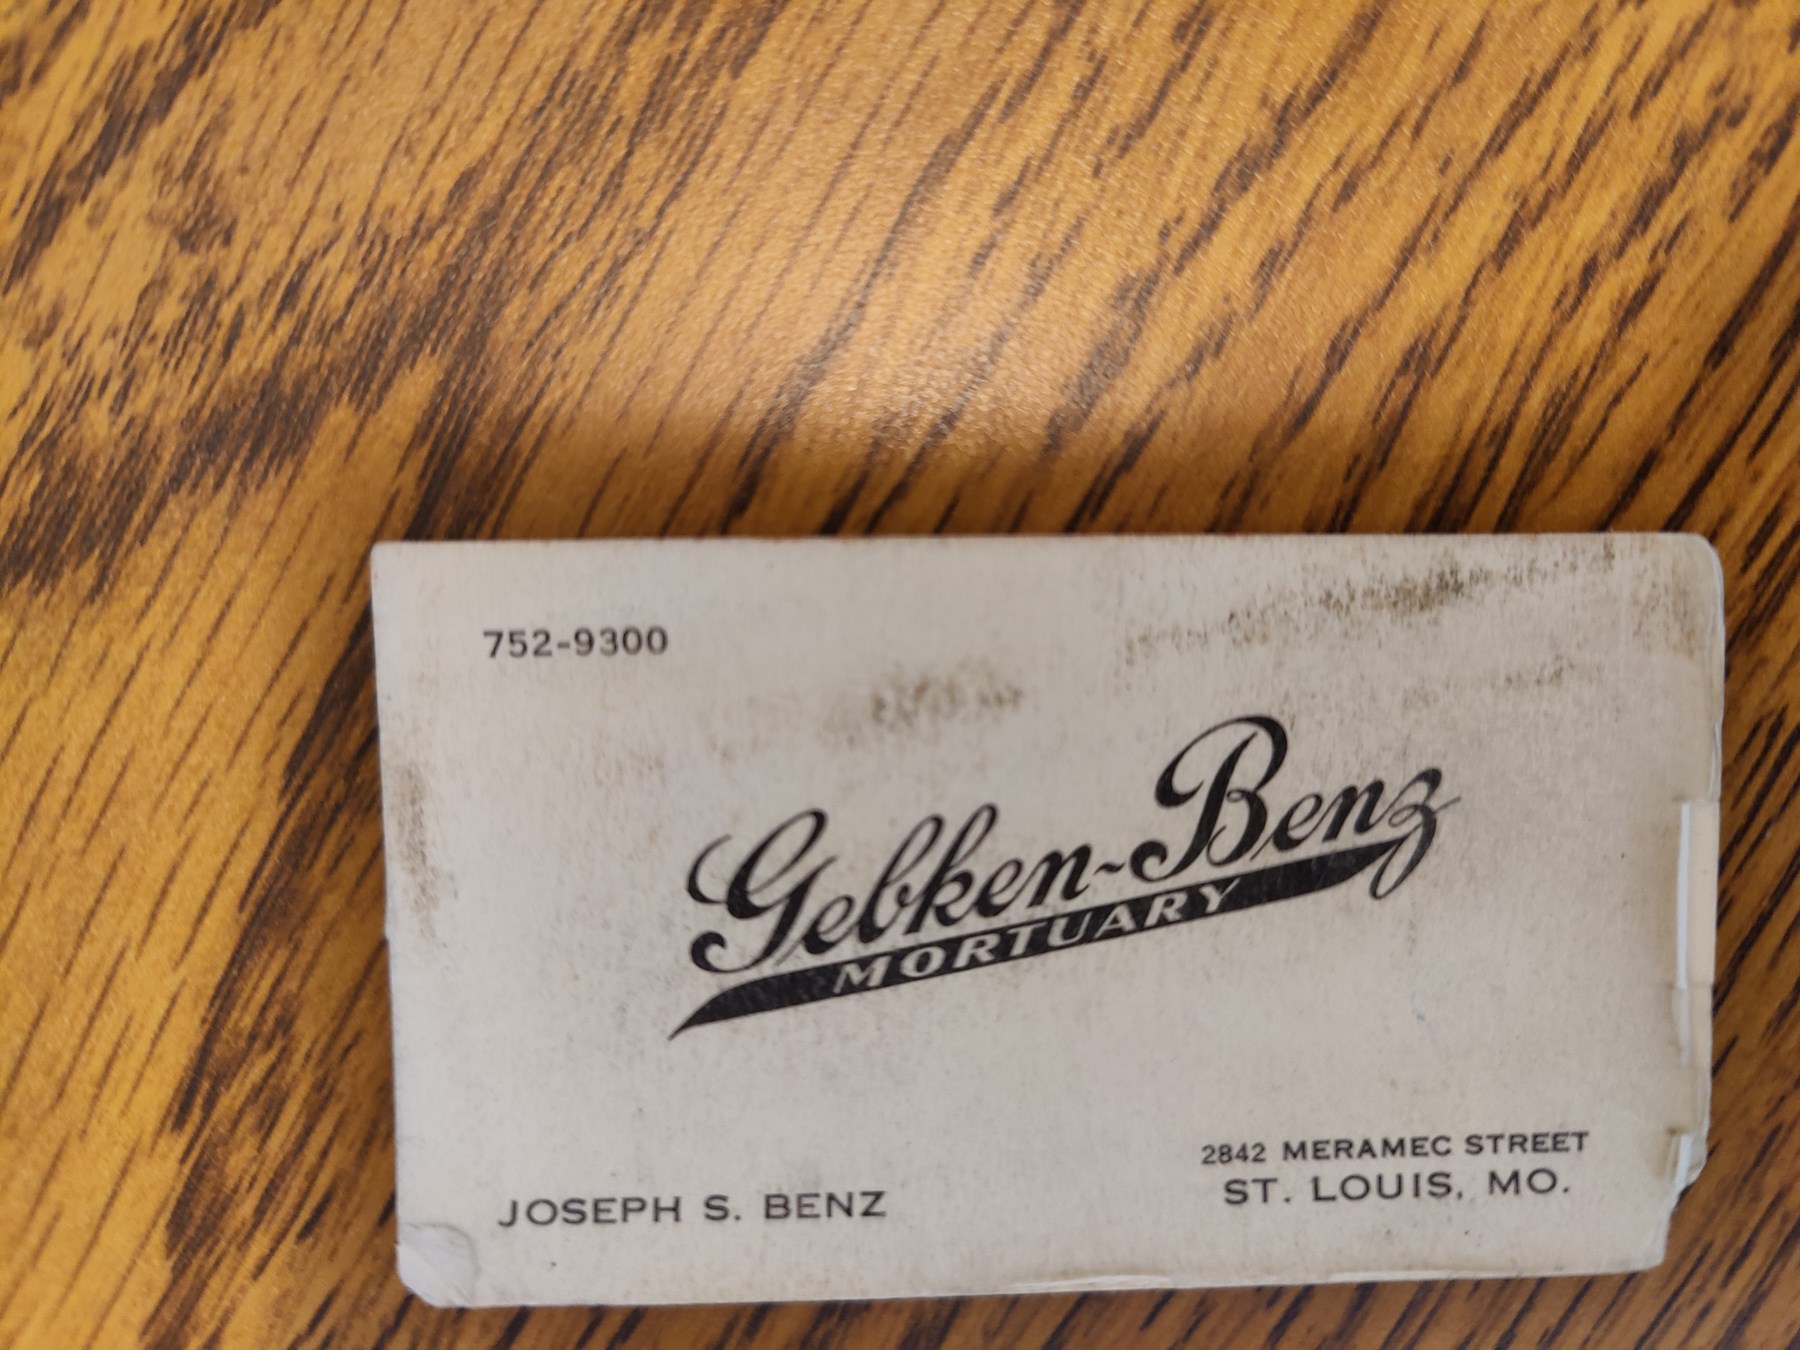 752-9300
Gebken-Benz
MORTUARY
JOSEPH S. BENZ
2842 MERAMEC STREET
ST. LOUIS, MO.